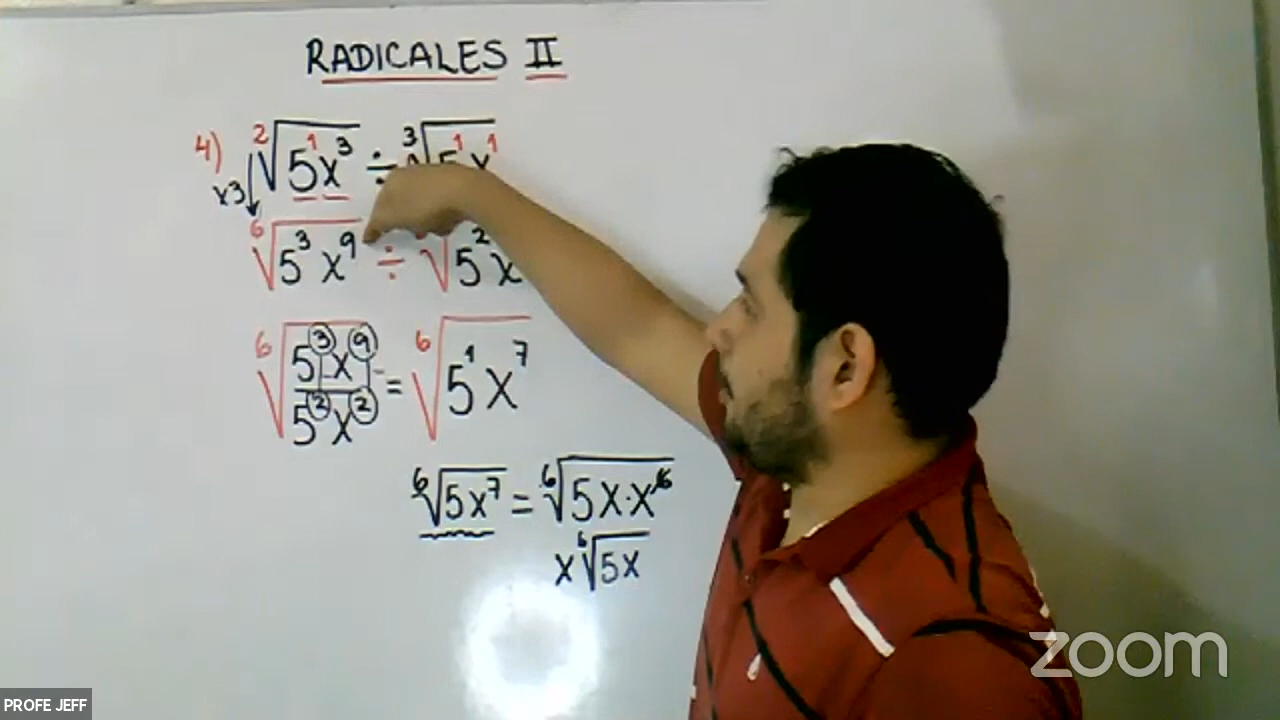 RADICALES II
4) ²√5¹x³ ÷ ³√5¹x¹
x3
⁶√5³x⁹ ÷ √5²x
⁶√(5³x⁹/5²x²) = ⁶√5¹x⁷
⁶√5x⁷ = ⁶√5x·x⁶
x⁶√5x
zoom
PROFE JEFF